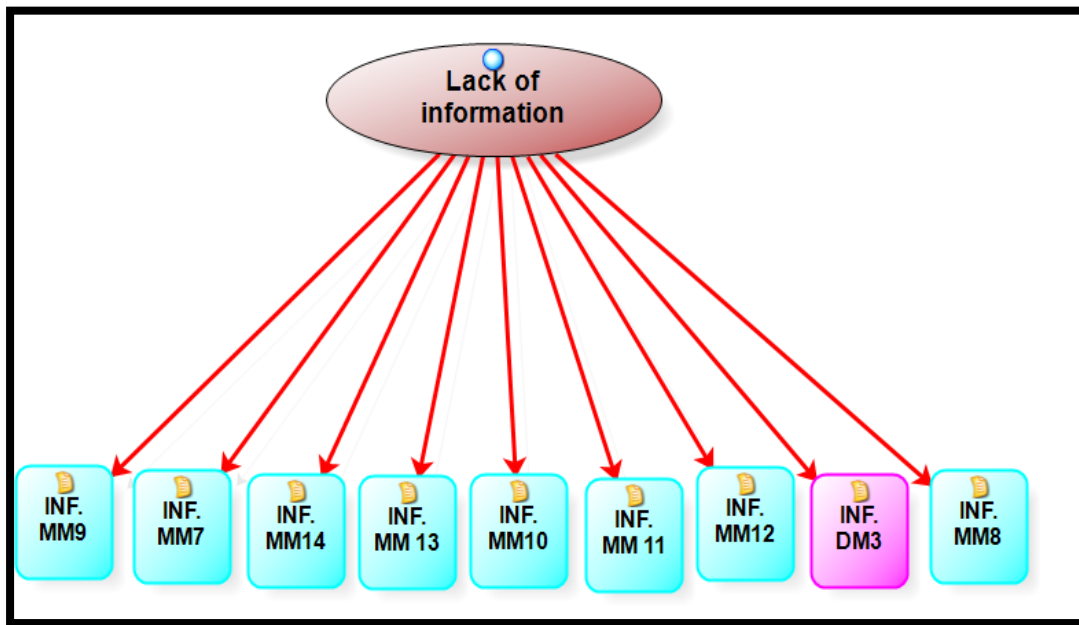 Lack of
information
INF.
MM9
INF.
MM7
INF.
MM14
INF.
MM 13
INF.
MM10
INF.
MM 11
INF.
MM12
INF.
DM3
INF.
MM8